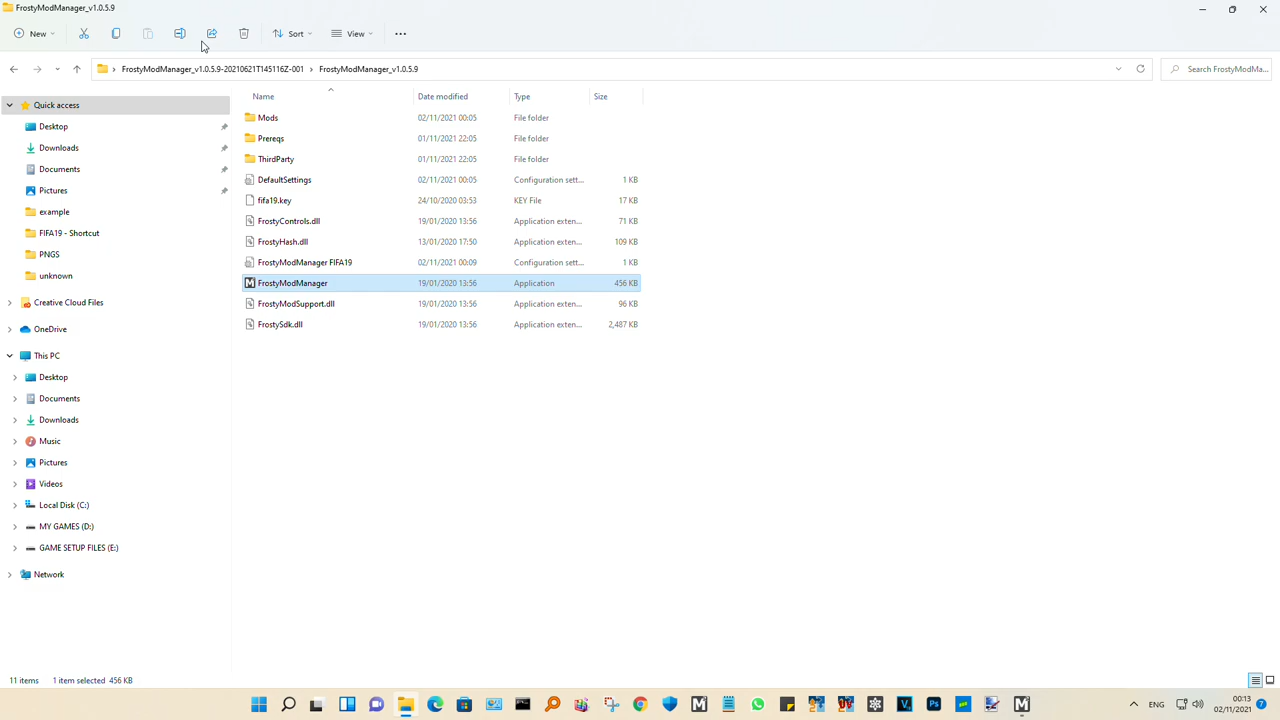 FrostyModManager_v1.0.5.9
New Sort View
FrostyModManager_v1.0.5.9-20210621T145116Z-001 FrostyModManager_v1.0.5.9 Search FrostyModMa...
Name Date modified Type Size
Quick access
Desktop
Downloads
Documents
Pictures
example
FIFA19 - Shortcut
PNGS
unknown
Creative Cloud Files
OneDrive
This PC
Desktop
Documents
Downloads
Music
Pictures
Videos
Local Disk (C:)
MY GAMES (D:)
GAME SETUP FILES (E:)
Network
Mods 02/11/2021 00:05 File folder
Prereqs 01/11/2021 22:05 File folder
ThirdParty 01/11/2021 22:05 File folder
DefaultSettings 02/11/2021 00:05 Configuration sett... 1 KB
fifa19.key 24/10/2020 03:53 KEY File 17 KB
FrostyControls.dll 19/01/2020 13:56 Application exten... 71 KB
FrostyHash.dll 13/01/2020 17:50 Application exten... 109 KB
FrostyModManager FIFA19 02/11/2021 00:09 Configuration sett... 1 KB
FrostyModManager 19/01/2020 13:56 Application 456 KB
FrostyModSupport.dll 19/01/2020 13:56 Application exten... 96 KB
FrostySdk.dll 19/01/2020 13:56 Application exten... 2,487 KB
11 items 1 item selected 456 KB
ENG 00:13
02/11/2021